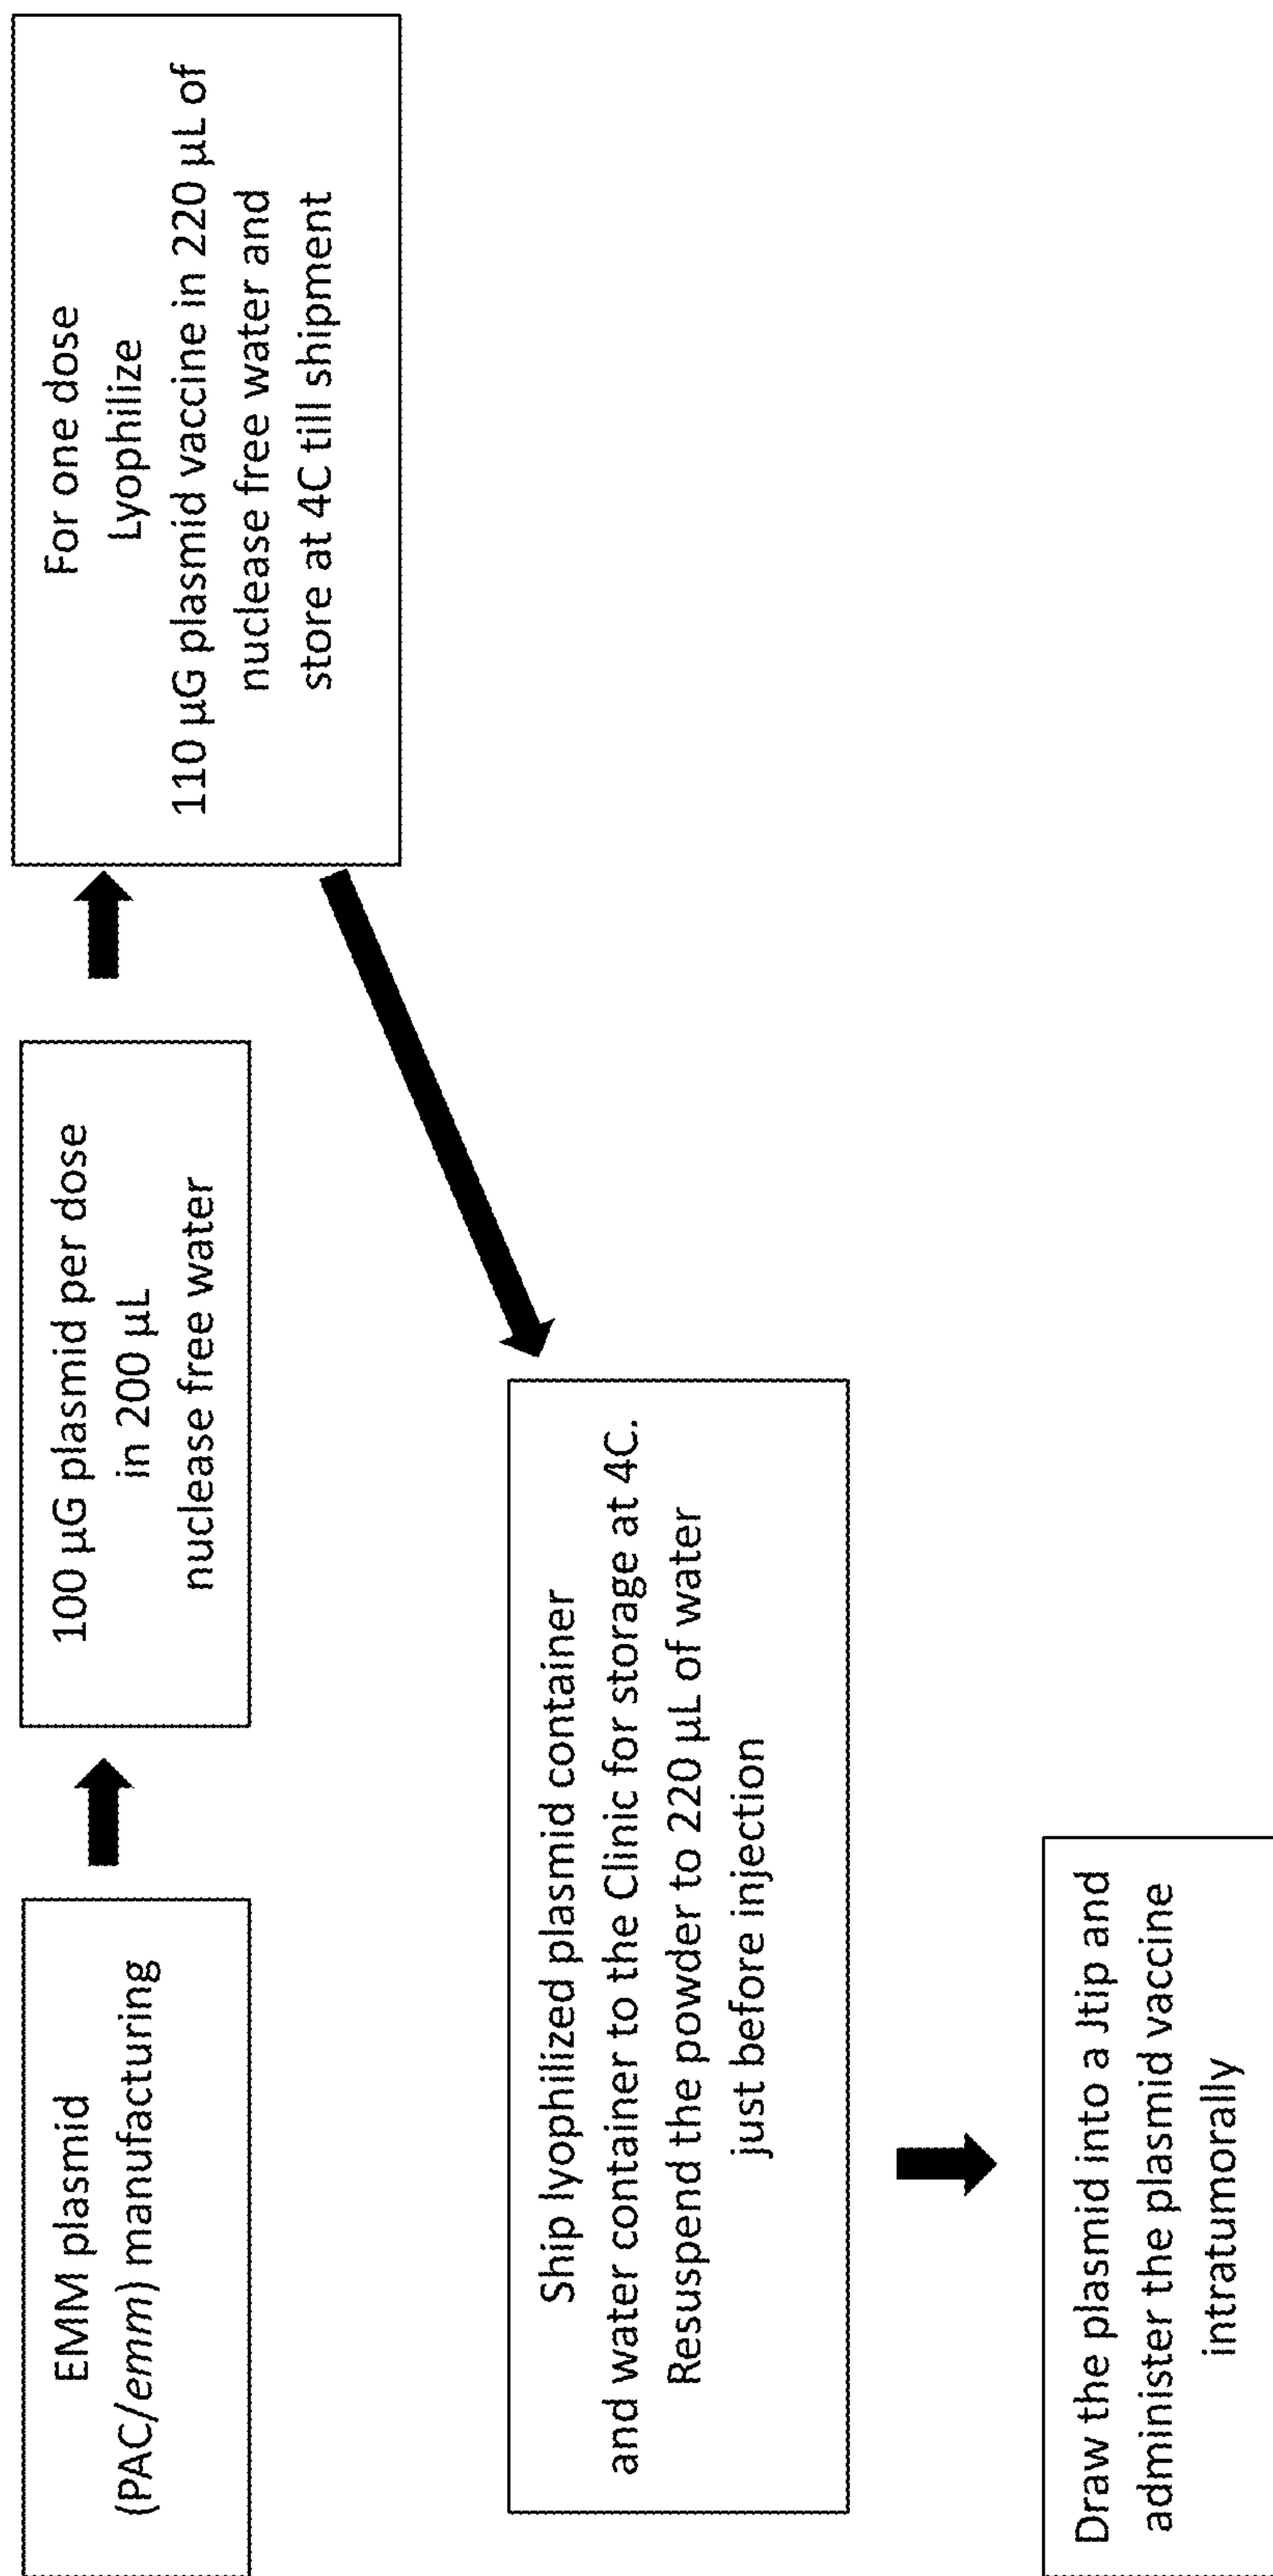 EMM plasmid
(PAC/emm) manufacturing
100 µG plasmid per dose
in 200 µL
nuclease free water
For one dose
Lyophilize
110 µG plasmid vaccine in 220 µL of
nuclease free water and
store at 4C till shipment
Ship lyophilized plasmid container
and water container to the Clinic for storage at 4C.
Resuspend the powder to 220 µL of water
just before injection
Draw the plasmid into a Jtip and
administer the plasmid vaccine
intratumorally